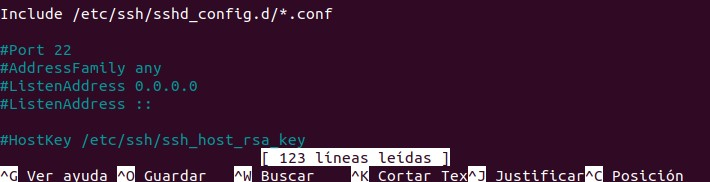 Include /etc/ssh/sshd_config.d/*.conf
#Port 22
#AddressFamily any
#ListenAddress 0.0.0.0
#ListenAddress ::
#HostKey /etc/ssh/ssh_host_rsa_key
[ 123 líneas leídas ]
^G Ver ayuda ^O Guardar ^W Buscar ^K Cortar Tex^J Justificar^C Posición